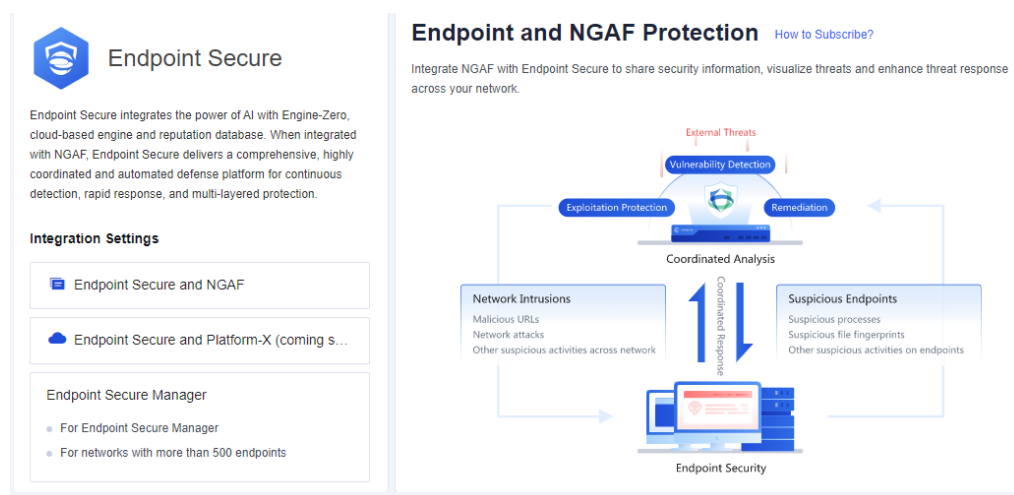 Endpoint Secure
Endpoint Secure integrates the power of AI with Engine-Zero,
cloud-based engine and reputation database. When integrated
with NGAF, Endpoint Secure delivers a comprehensive, highly
coordinated and automated defense platform for continuous
detection, rapid response, and multi-layered protection.
Integration Settings
Endpoint Secure and NGAF
Endpoint Secure and Platform-X (coming s...
Endpoint Secure Manager
For Endpoint Secure Manager
For networks with more than 500 endpoints
Endpoint and NGAF Protection How to Subscribe?
Integrate NGAF with Endpoint Secure to share security information, visualize threats and enhance threat response
across your network.
External Threats
Vulnerability Detection
Exploitation Protection
Remediation
Coordinated Analysis
Network Intrusions
Malicious URLs
Network attacks
Other suspicious activities across network
Coordinated Response
Suspicious Endpoints
Suspicious processes
Suspicious file fingerprints
Other suspicious activities on endpoints
Endpoint Security